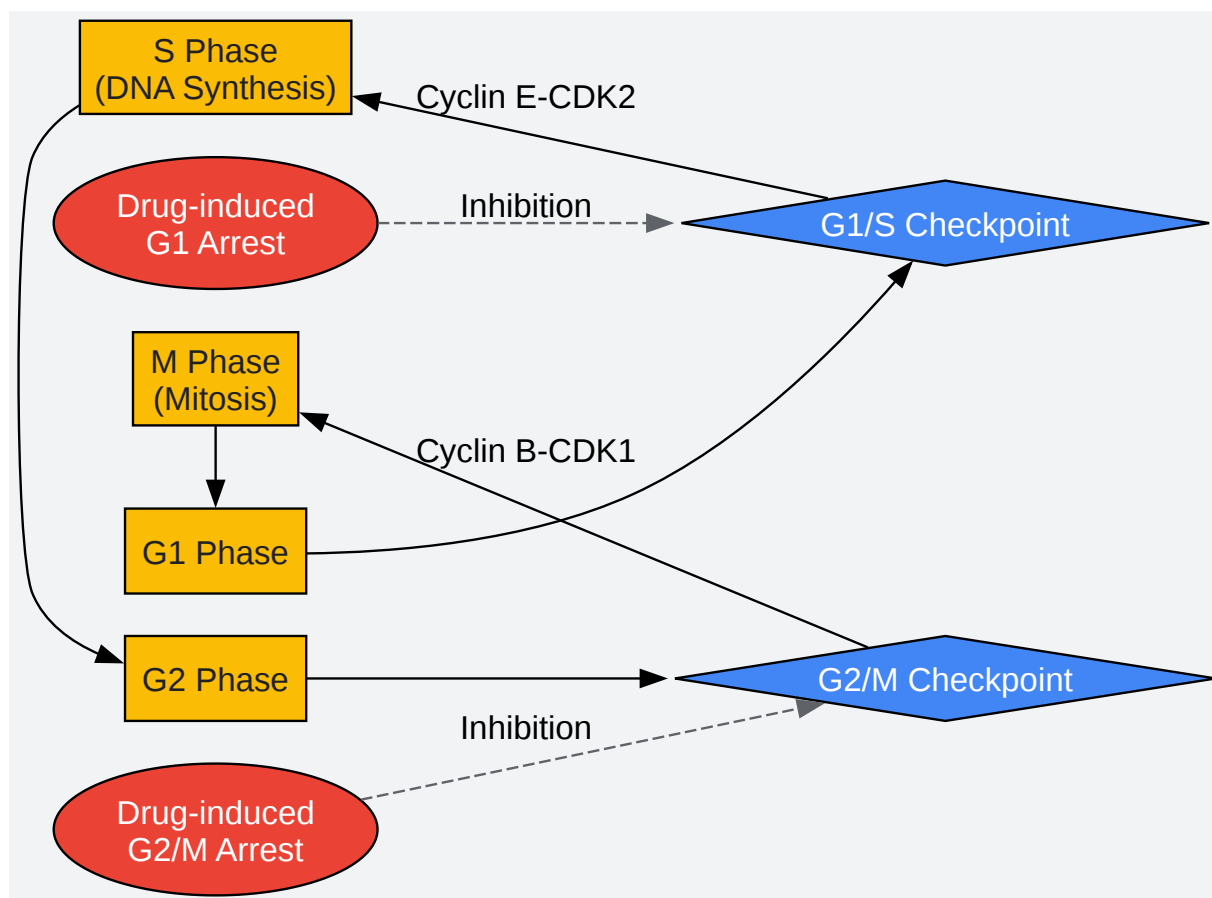 S Phase
(DNA Synthesis)
Cyclin E-CDK2
Drug-induced
G1 Arrest
Inhibition
G1/S Checkpoint
M Phase
(Mitosis)
Cyclin B-CDK1
G1 Phase
G2 Phase
G2/M Checkpoint
Inhibition
Drug-induced
G2/M Arrest